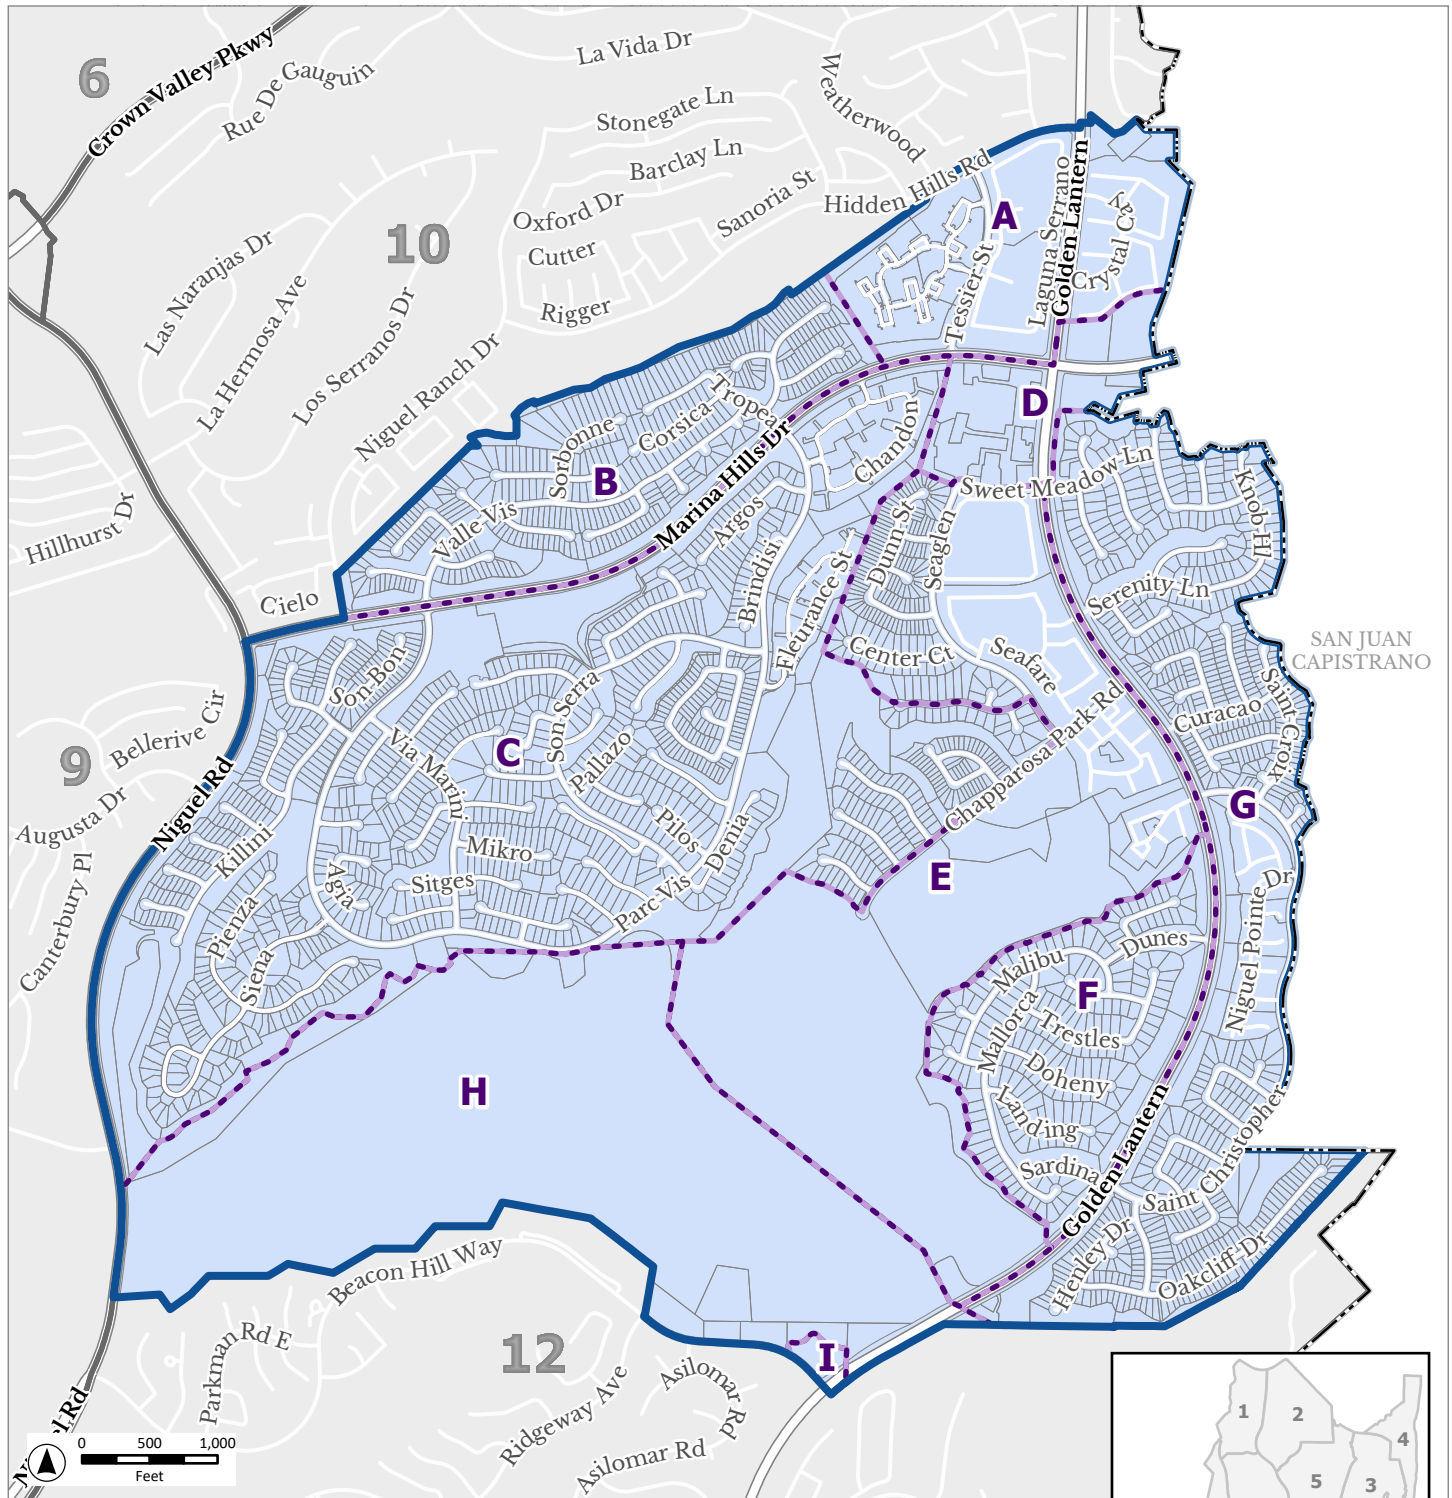 6
Crown Valley Pkwy
Rue De Gauguin
La Vida Dr
Weatherwood
Stonegate Ln
Barclay Ln
Sanoria St
Hidden Hills Rd
Oxford Dr
Cutter
Rigger
10
Las Naranjas Dr
La Hermosa Ave
Los Serranos Dr
Niguel Ranch Dr
A
Laguna Serrano
Golden Lantern
Crystal Cay
Tessier St
Tropea
Corsica
Sorbonne
B
Valle Vis
Marina Hills Dr
Chandon
D
Sweet Meadow Ln
Knob Hl
Argos
Brindisi
Fleurance St
Dunn St
Seaglen
Serenity Ln
Hillhurst Dr
Cielo
SAN JUAN
CAPISTRANO
Center Ct
Seafare
Son Bon
Son Serra
Saint Croix
Curacao
Bellerive Cir
9
Niguel Rd
Via Marini
C
Pallazo
Chapparosa Park Rd
G
Augusta Dr
Killini
Mikro
Pilos
Denia
Canterbury Pl
Agia
Sitges
Parc Vis
E
Pienza
Siena
Niguel Pointe Dr
Dunes
Malibu
F
Mallorca
Trestles
Doheny
Landing
H
Sardina
Golden Lantern
Saint Christopher
Henley Dr
Oakcliff Dr
Beacon Hill Way
Parkman Rd E
12
I
Ridgeway Ave
Asilomar Rd
Asilomar Rd
0 500 1,000
Feet
1
2
4
5
3